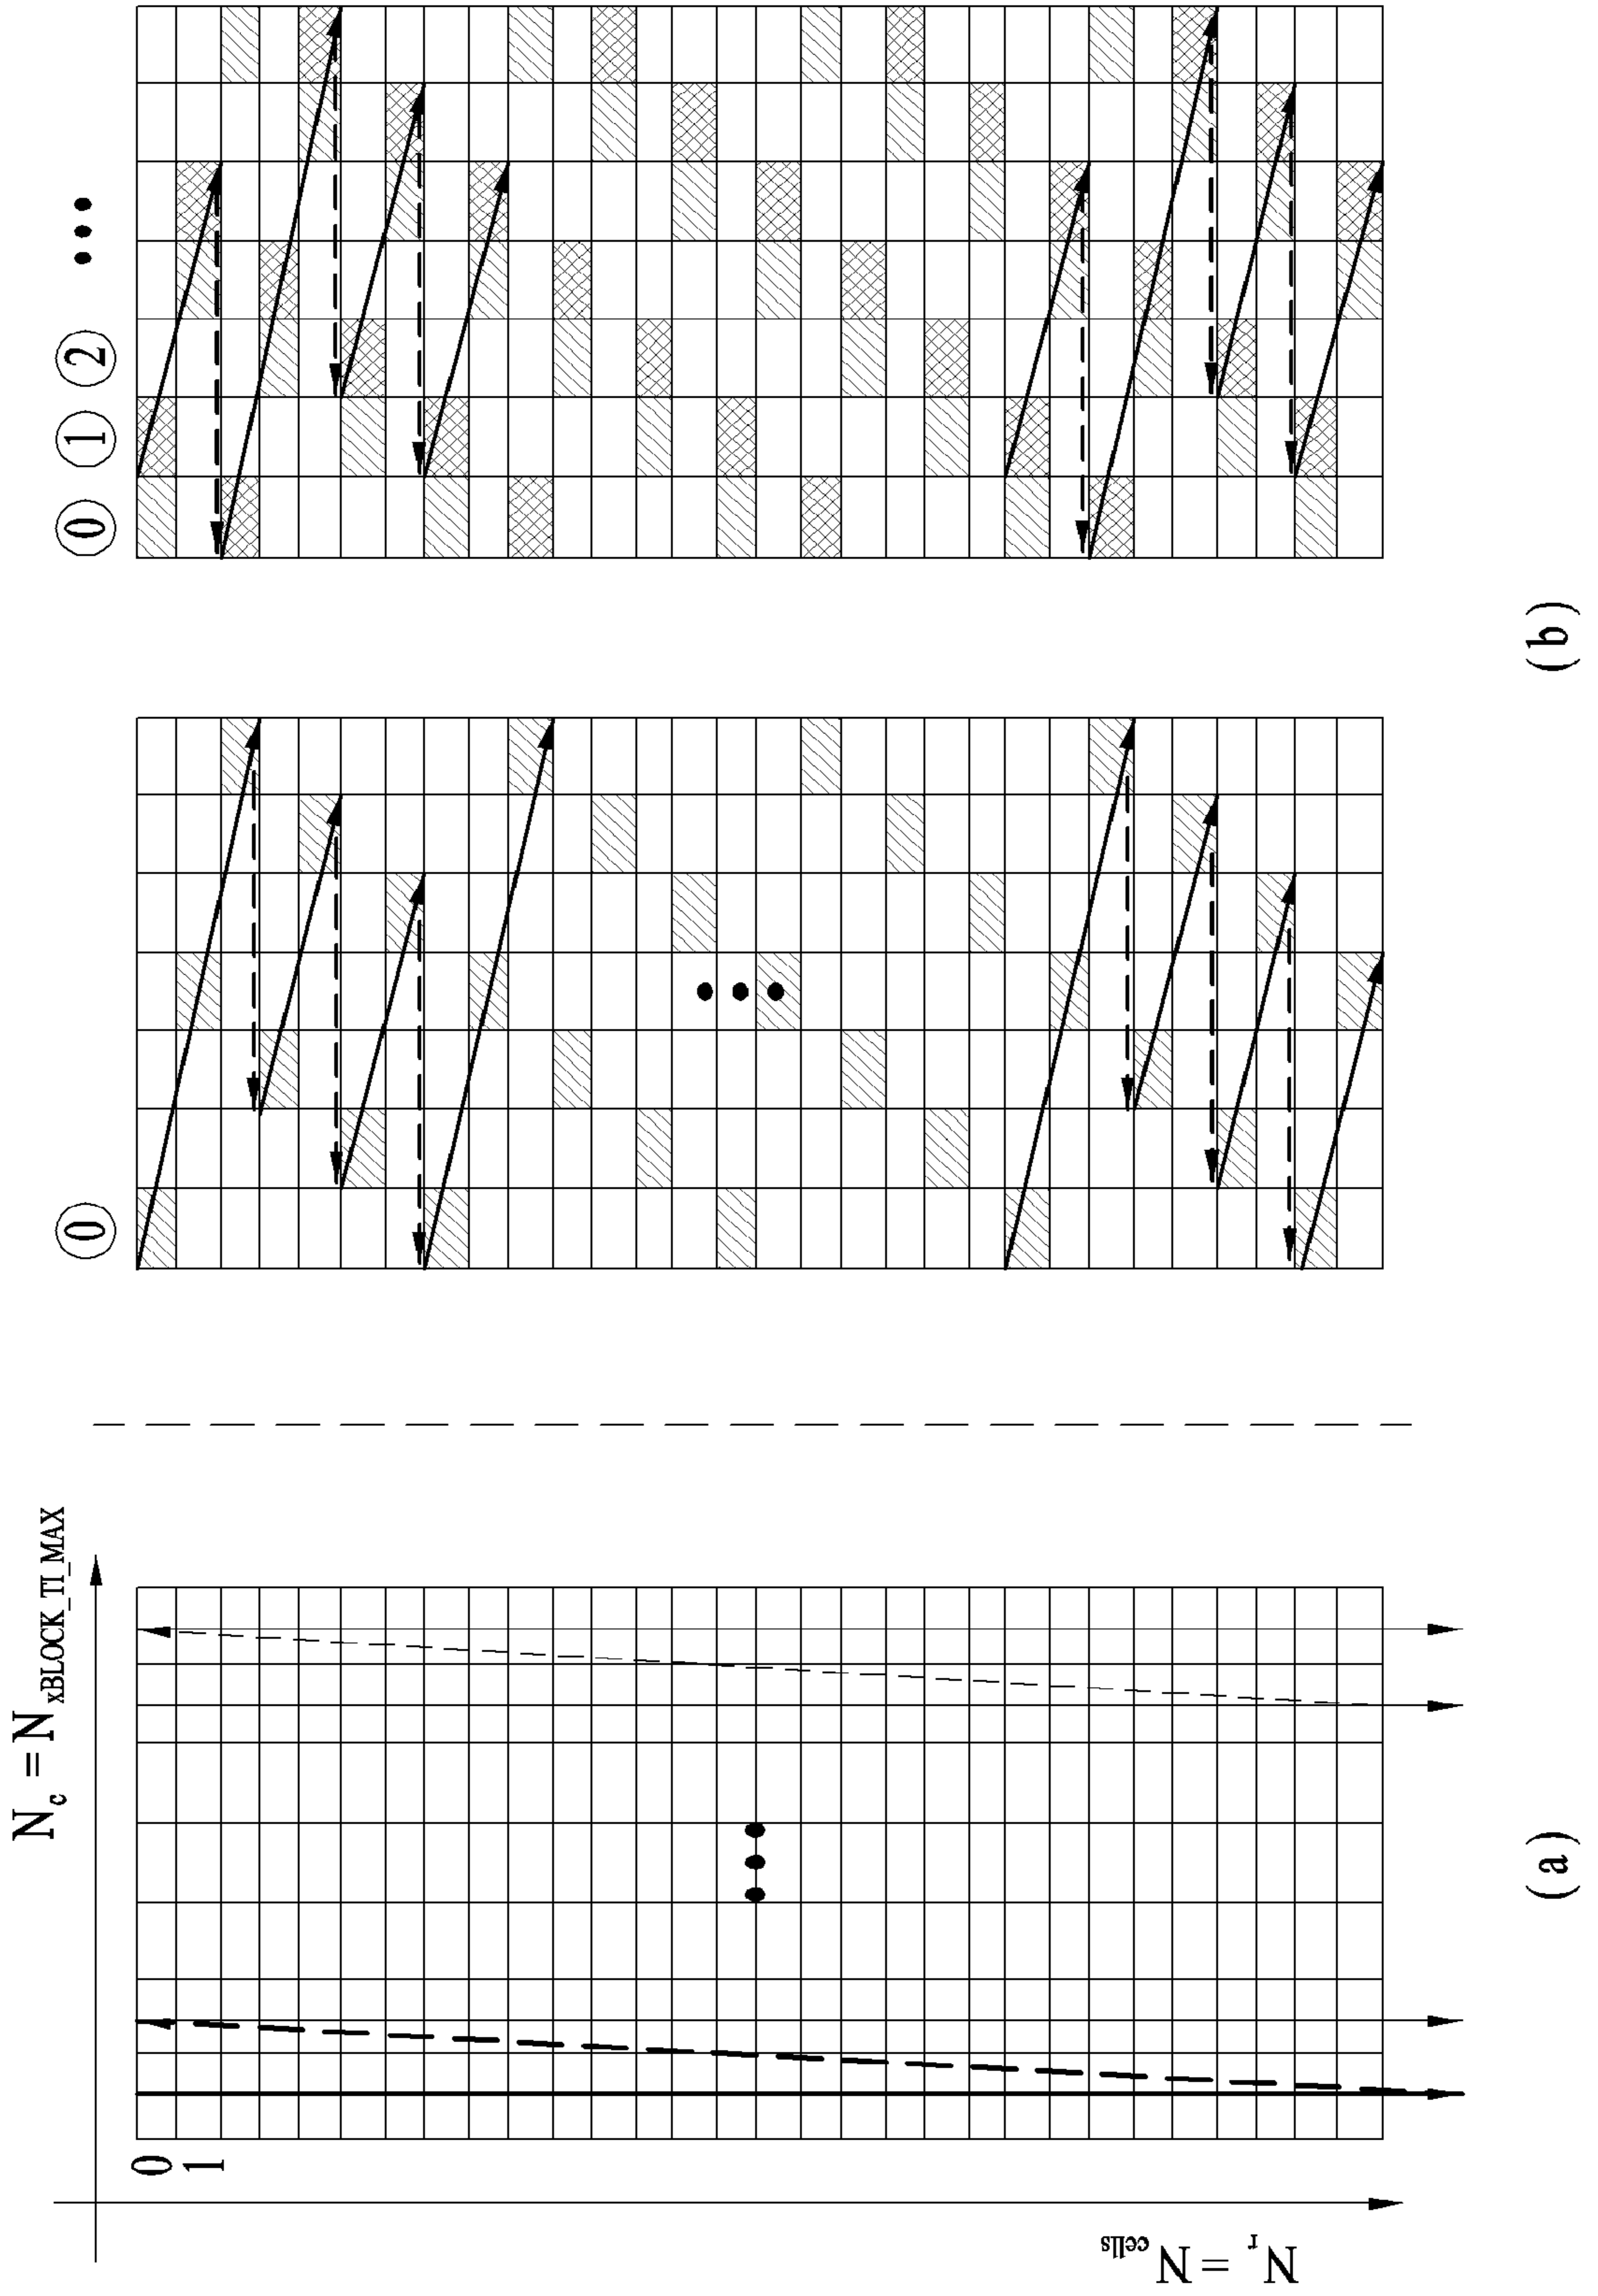 N_c = N_xBLOCK_TI_MAX
0
1
N_r = N_cells
0
0 1 2 •••
(a)
(b)